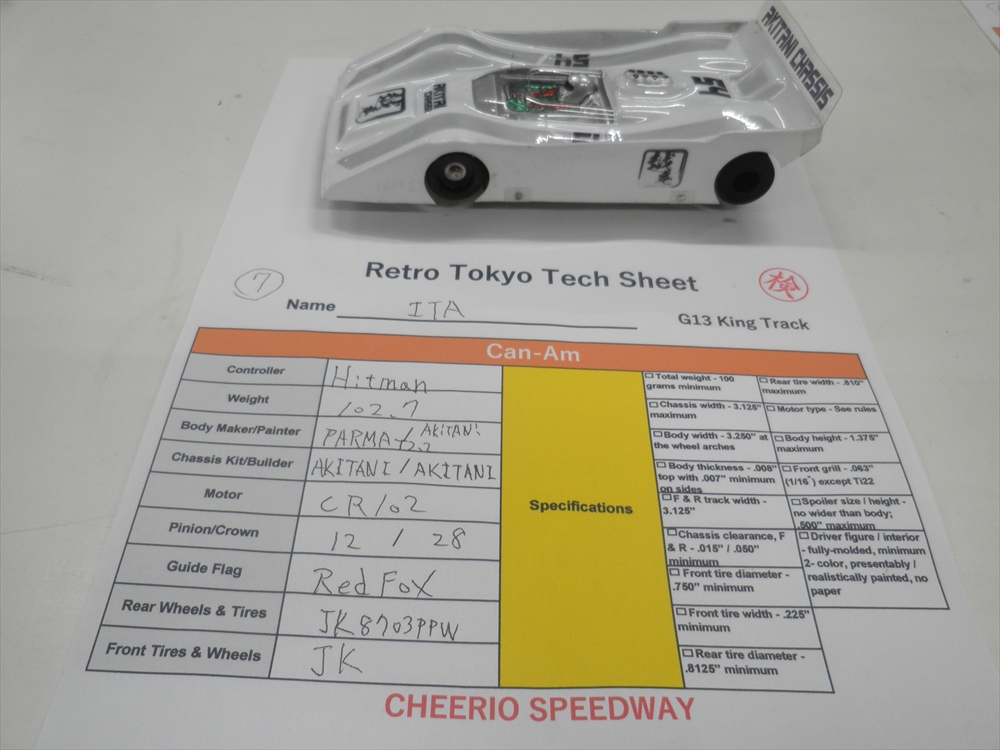 AKITANI CHASSIS
54
54
AKITA
CHASSIS
Retro Tokyo Tech Sheet
7
Name ITA
G13 King Track
Can-Am
Controller Hitman
Weight 102.7
Body Maker/Painter PARMA AKITANI
Chassis Kit/Builder AKITANI / AKITANI
Motor CR102
Pinion/Crown 12 / 28
Guide Flag Red Fox
Rear Wheels & Tires JK8703PPW
Front Tires & Wheels JK
Specifications
Total weight - 100
grams minimum
Rear tire width - .810"
maximum
Chassis width - 3.125"
maximum
Motor type - See rules
Body width - 3.250" at
the wheel arches
Body height - 1.375"
maximum
Body thickness - .008"
top with .007" minimum
on sides
Front grill - .063"
(1/16") except Ti22
F & R track width -
3.125"
Spoiler size / height -
no wider than body;
.500" maximum
Chassis clearance, F
& R - .015" / .050"
minimum
Driver figure / interior
- fully-molded, minimum
2- color, presentably /
realistically painted, no
paper
Front tire diameter -
.750" minimum
Front tire width - .225"
minimum
Rear tire diameter -
.8125" minimum
CHEERIO SPEEDWAY